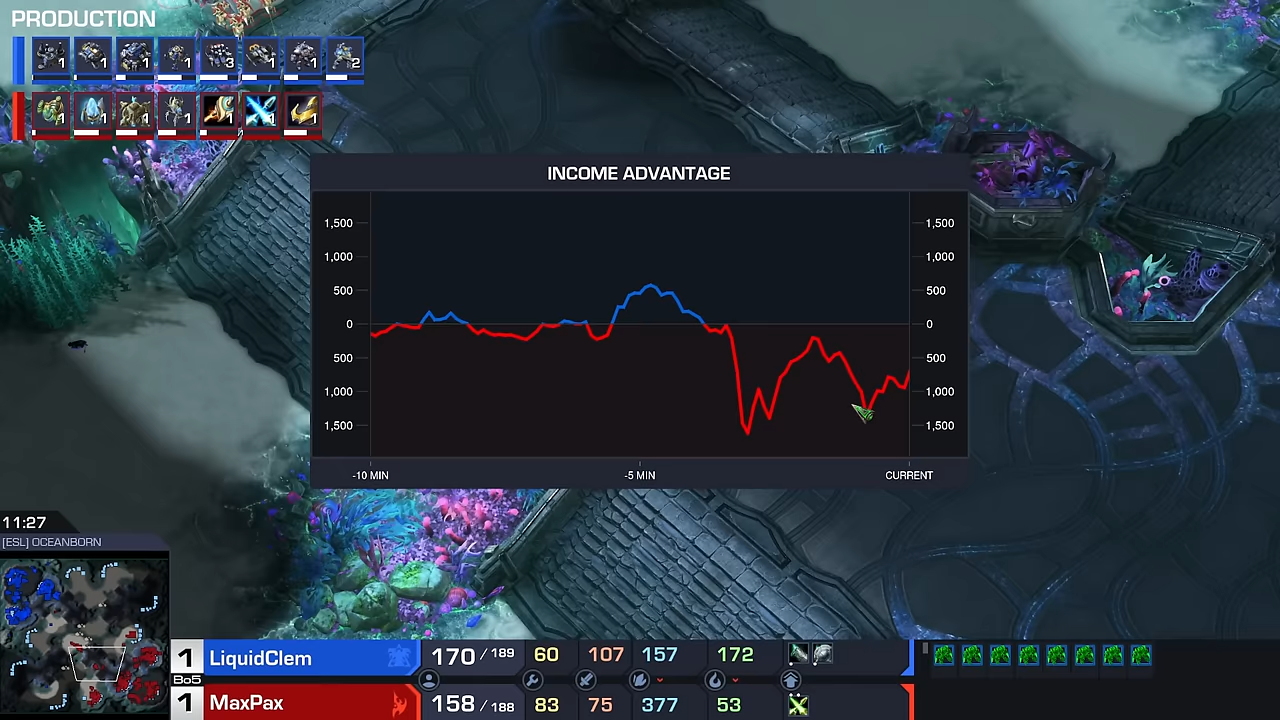 PRODUCTION
1 1 1 1 3 1 1 2
1 1 1 1 1 1 1
INCOME ADVANTAGE
1,500 1,500
1,000 1,000
500 500
0 0
500 500
1,000 1,000
1,500 1,500
-10 MIN -5 MIN CURRENT
11:27
[ESL] OCEANBORN
1 LiquidClem 170 / 189 60 107 157 172
Bo5
1 MaxPax 158 / 188 83 75 377 53